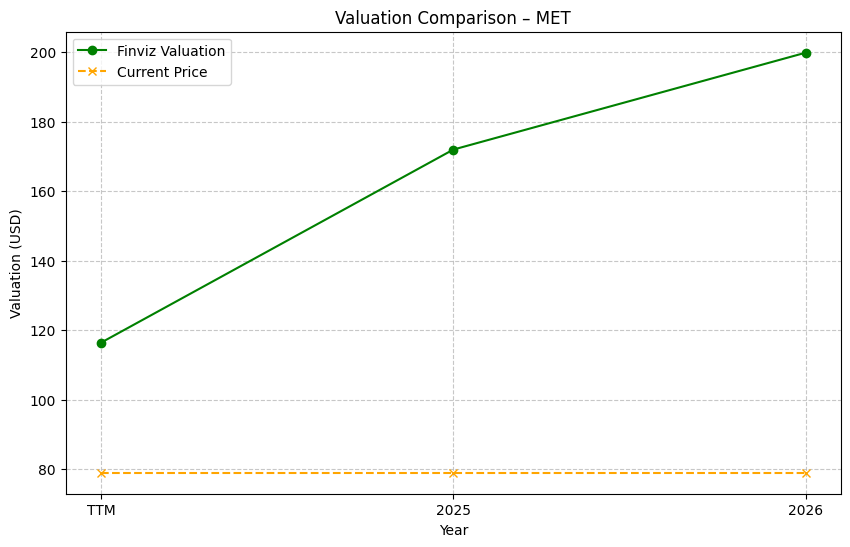 Valuation Comparison – MET
Finviz Valuation
Current Price
Valuation (USD)
200
180
160
140
120
100
80
TTM
2025
2026
Year